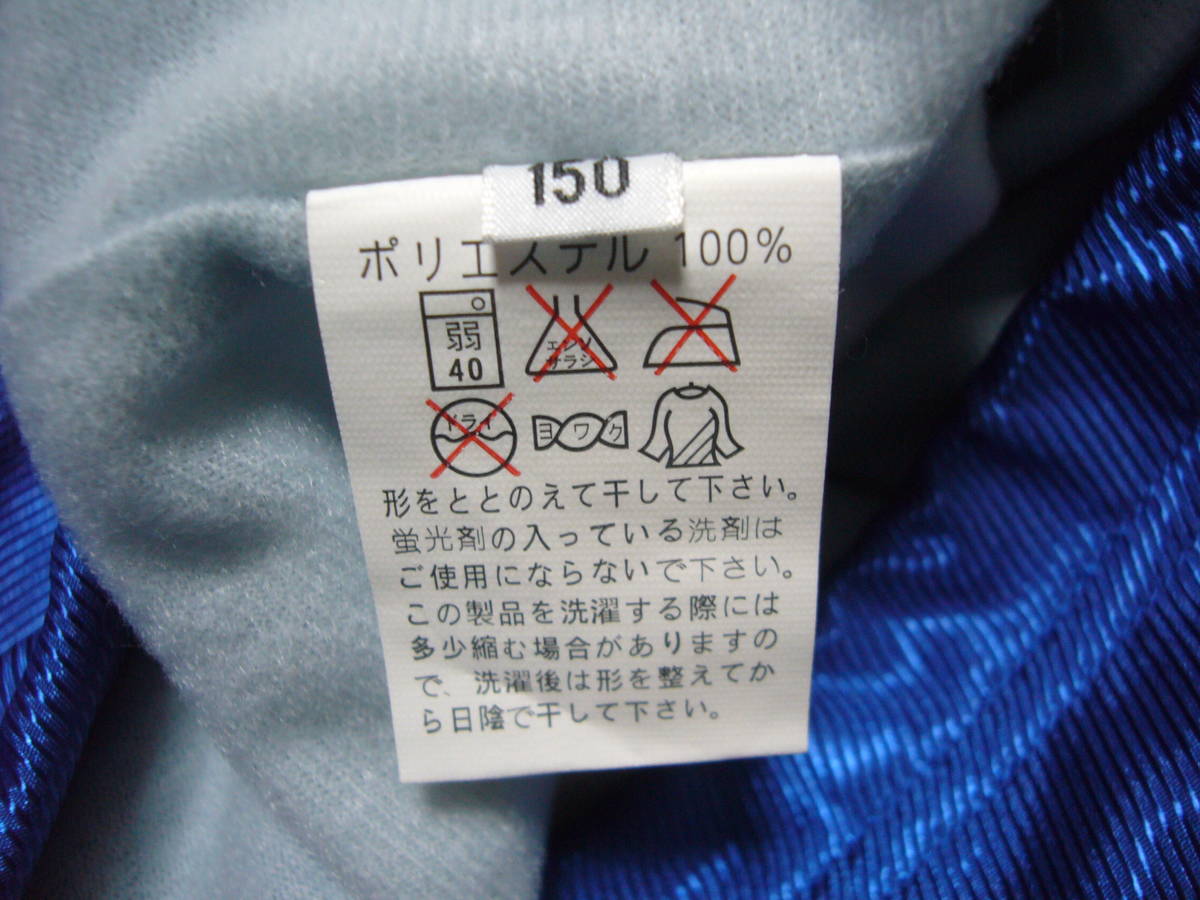 150
ポリエステル 100%
弱
40
エンソ
サラシ
ドライ
ヨワク
形をととのえて干して下さい。
蛍光剤の入っている洗剤は
ご使用にならないで下さい。
この製品を洗濯する際には
多少縮む場合がありますの
で、洗濯後は形を整えてか
ら日陰で干して下さい。